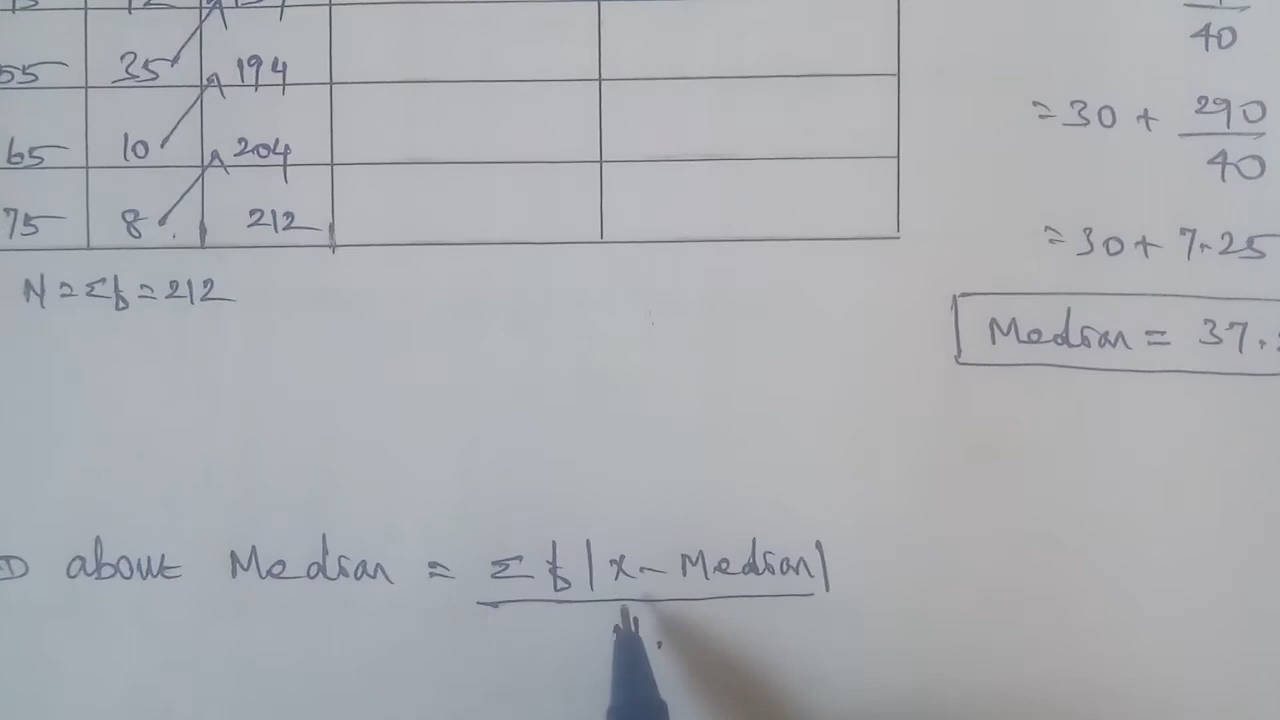 40
55 35 194
= 30 + 290
40
65 10 204
75 8 212
= 30 + 7.25
N = Σf = 212
Median = 37.
about Median = Σ f |x - Median|